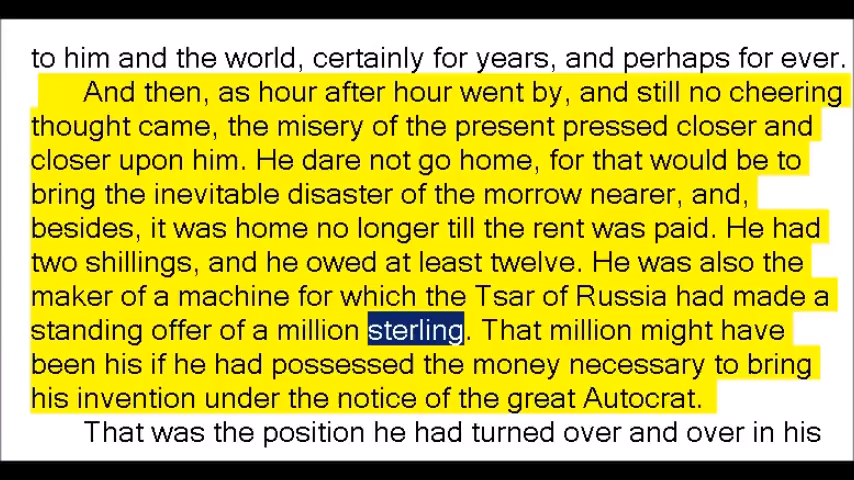 to him and the world, certainly for years, and perhaps for ever.
And then, as hour after hour went by, and still no cheering
thought came, the misery of the present pressed closer and
closer upon him. He dare not go home, for that would be to
bring the inevitable disaster of the morrow nearer, and,
besides, it was home no longer till the rent was paid. He had
two shillings, and he owed at least twelve. He was also the
maker of a machine for which the Tsar of Russia had made a
standing offer of a million sterling. That million might have
been his if he had possessed the money necessary to bring
his invention under the notice of the great Autocrat.
That was the position he had turned over and over in his